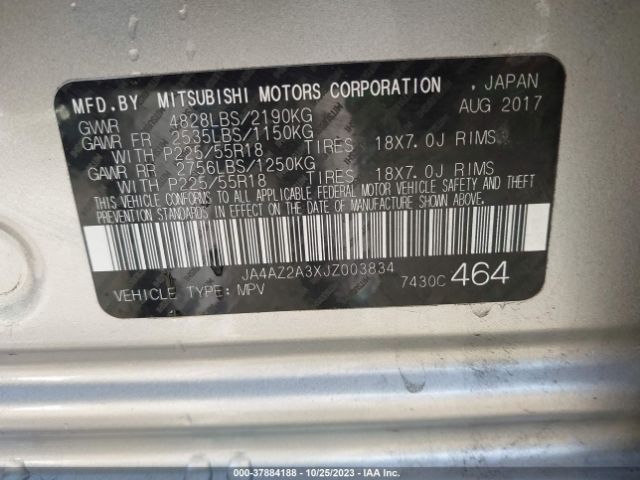 MFD.BY MITSUBISHI MOTORS CORPORATION , JAPAN
GWWR 4828LBS/2190KG AUG 2017
GAWR FR 2535LBS/1150KG
WITH P225/55R18 TIRES 18X7.0J RIMS
GAWR RR 2756LBS/1250KG
WITH P225/55R18 TIRES 18X7.0J RIMS
THIS VEHICLE CONFORMS TO ALL APPLICABLE FEDERAL MOTOR VEHICLE SAFETY AND THEFT
PREVENTION STANDARDS IN EFFECT ON THE DATE OF MANUFACTURE SHOWN ABOVE.
JA4AZ2A3XJZ003834
VEHICLE TYPE: MPV 7430C 464
000-37884188 - 10/25/2023 - Copyright © IAA, LLC